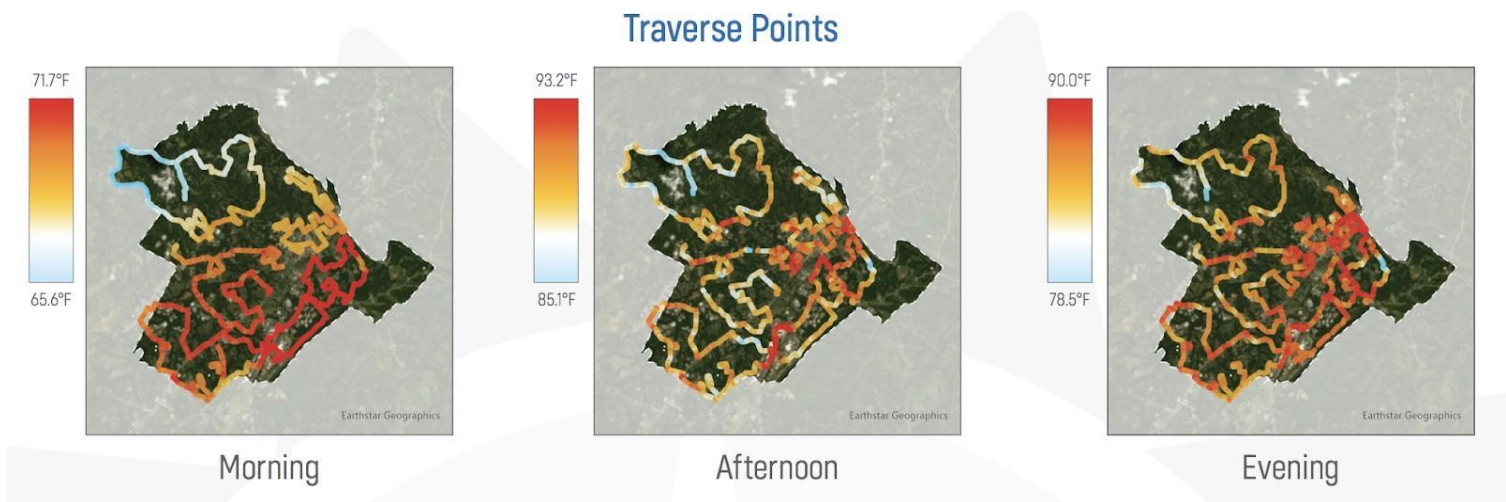 Traverse Points
71.7°F
93.2°F
90.0°F
65.6°F
85.1°F
78.5°F
Earthstar Geographics
Earthstar Geographics
Earthstar Geographics
Morning
Afternoon
Evening